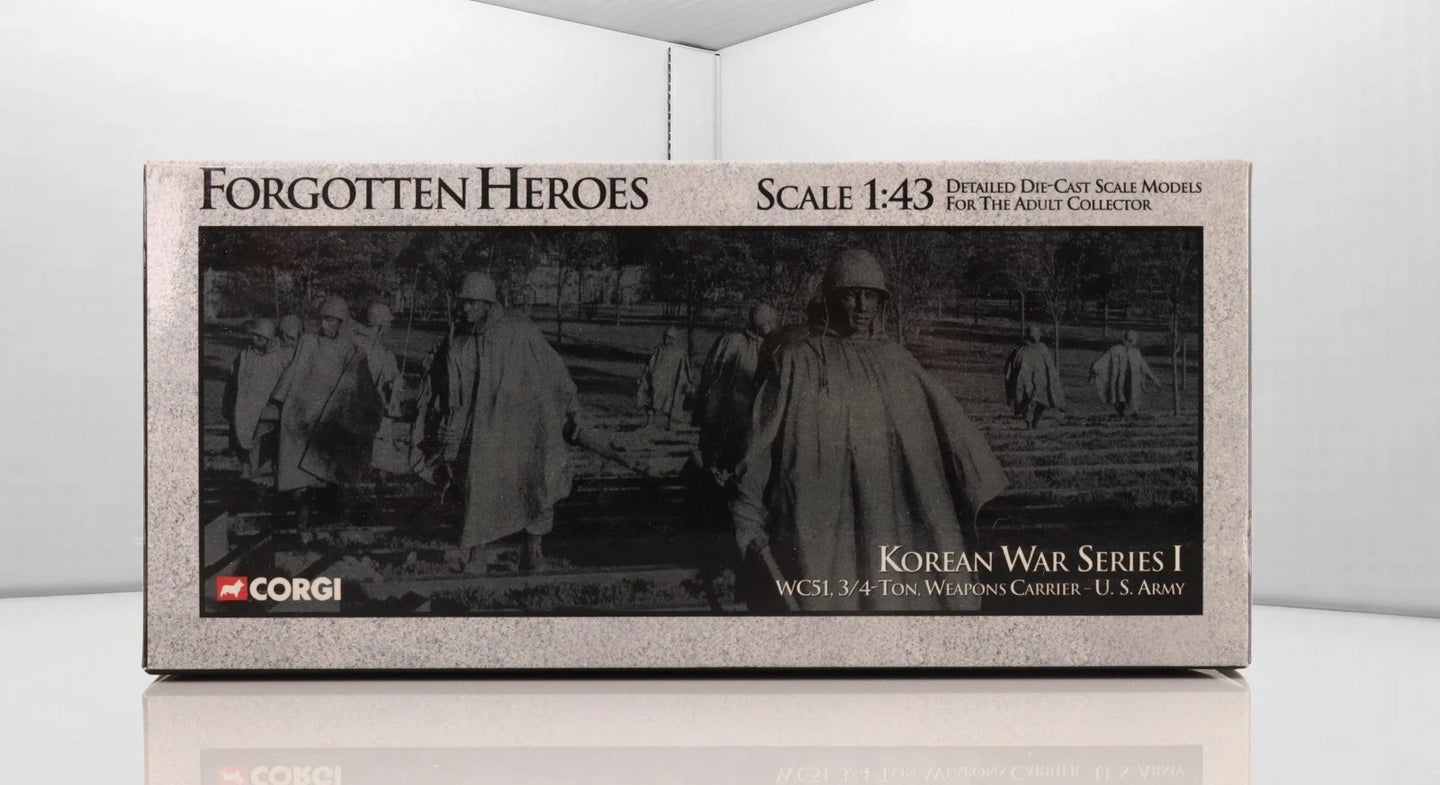 FORGOTTEN HEROES
SCALE 1:43
DETAILED DIE-CAST SCALE MODELS
FOR THE ADULT COLLECTOR
KOREAN WAR SERIES I
WC51, 3/4-TON, WEAPONS CARRIER - U. S. ARMY
CORGI